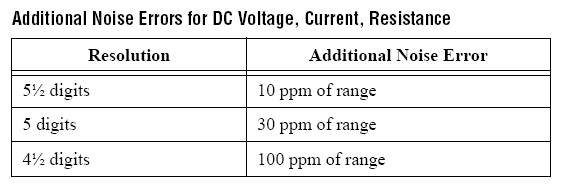 Additional Noise Errors for DC Voltage, Current, Resistance
Resolution Additional Noise Error
5½ digits 10 ppm of range
5 digits 30 ppm of range
4½ digits 100 ppm of range